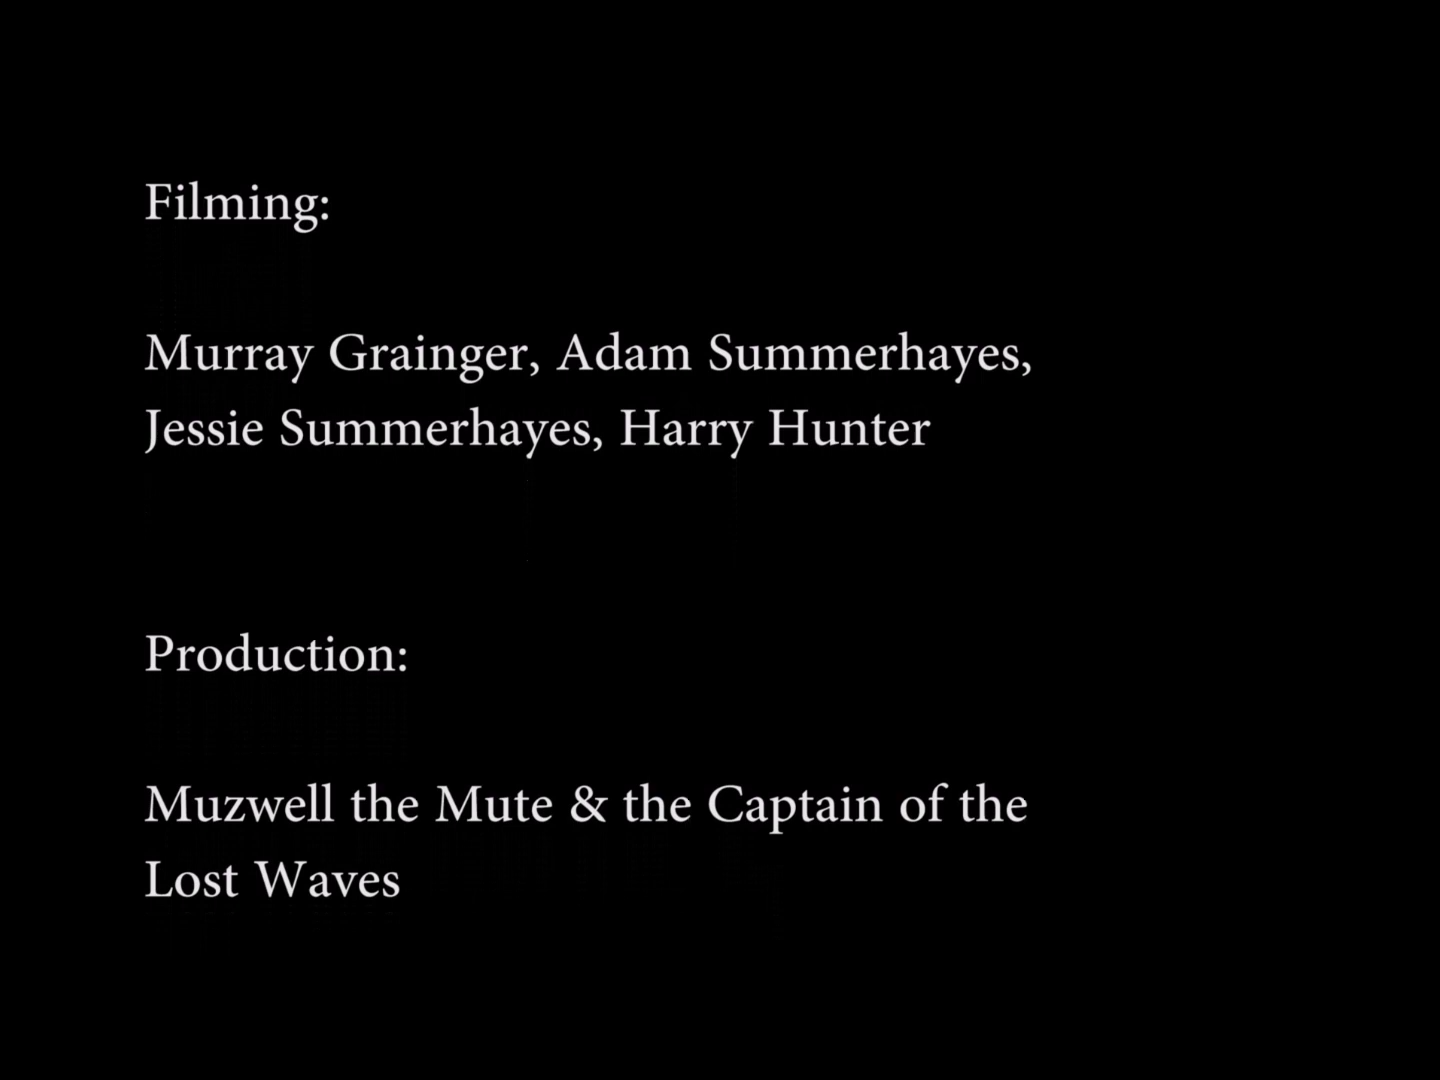 Filming:
Murray Grainger, Adam Summerhayes,
Jessie Summerhayes, Harry Hunter
Production:
Muzwell the Mute & the Captain of the
Lost Waves